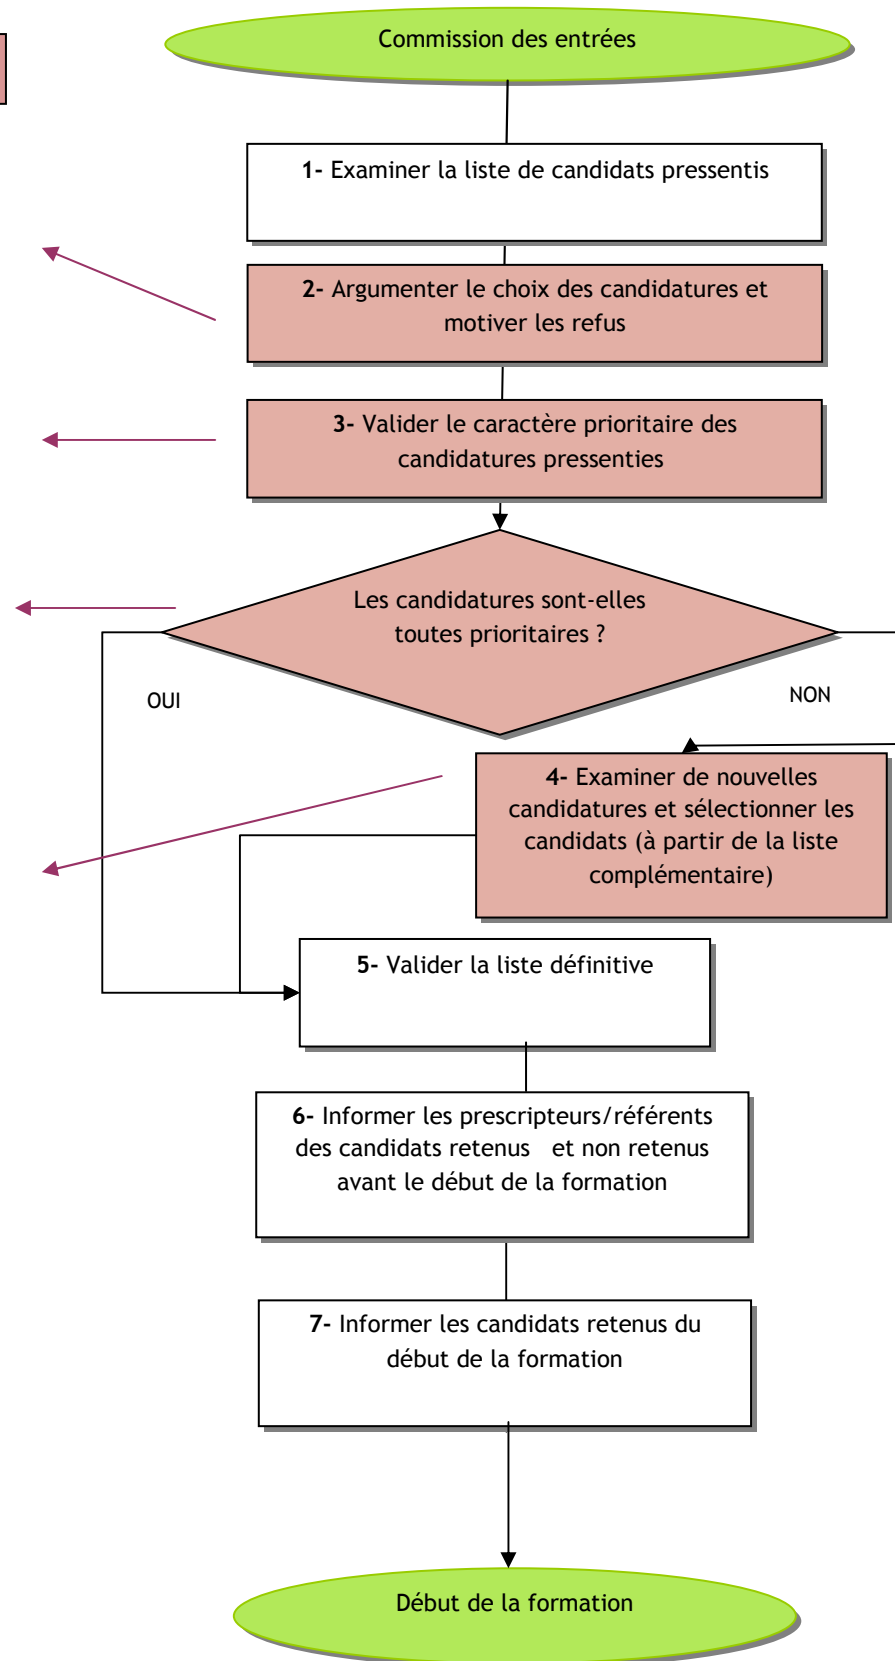 Commission des entrées
1- Examiner la liste de candidats pressentis
2- Argumenter le choix des candidatures et
motiver les refus
3- Valider le caractère prioritaire des
candidatures pressenties
Les candidatures sont-elles
toutes prioritaires ?
OUI
NON
4- Examiner de nouvelles
candidatures et sélectionner les
candidats (à partir de la liste
complémentaire)
5- Valider la liste définitive
6- Informer les prescripteurs/référents
des candidats retenus et non retenus
avant le début de la formation
7- Informer les candidats retenus du
début de la formation
Début de la formation